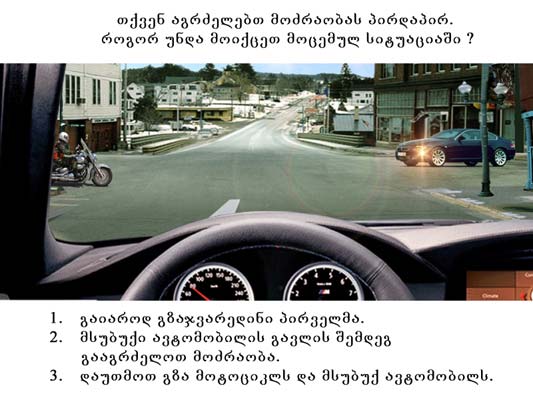 თქვენ აგრძელებთ მოძრაობას პირდაპირ.
როგორ უნდა მოიქცეთ მოცემულ სიტუაციაში ?
1. გაიაროდ გზაჯვარედინი პირველმა.
2. მსუბუქი ავტომობილის გავლის შემდეგ
გააგრძელოთ მოძრაობა.
3. დაუთმოთ გზა მოტოციკლს და მსუბუქ ავტომობილს.